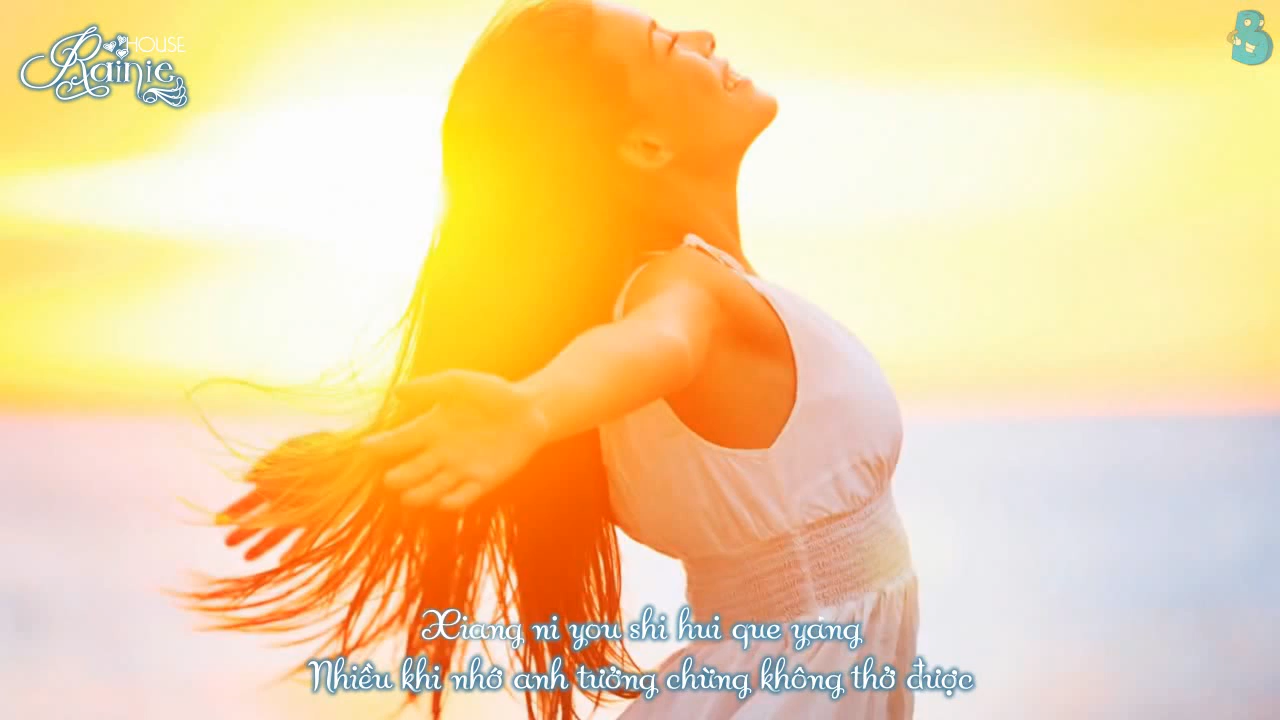 HOUSE
Rainie
B
Xiang ni you shi hui que yang
Nhiều khi nhớ anh tưởng chừng không thở được